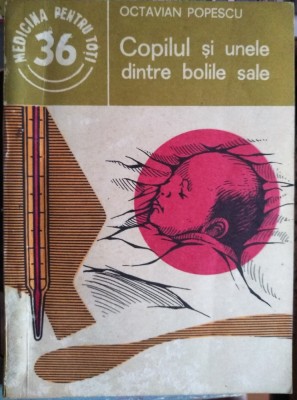 MEDICINA PENTRU TOȚI
36
OCTAVIAN POPESCU
Copilul și unele
dintre bolile sale